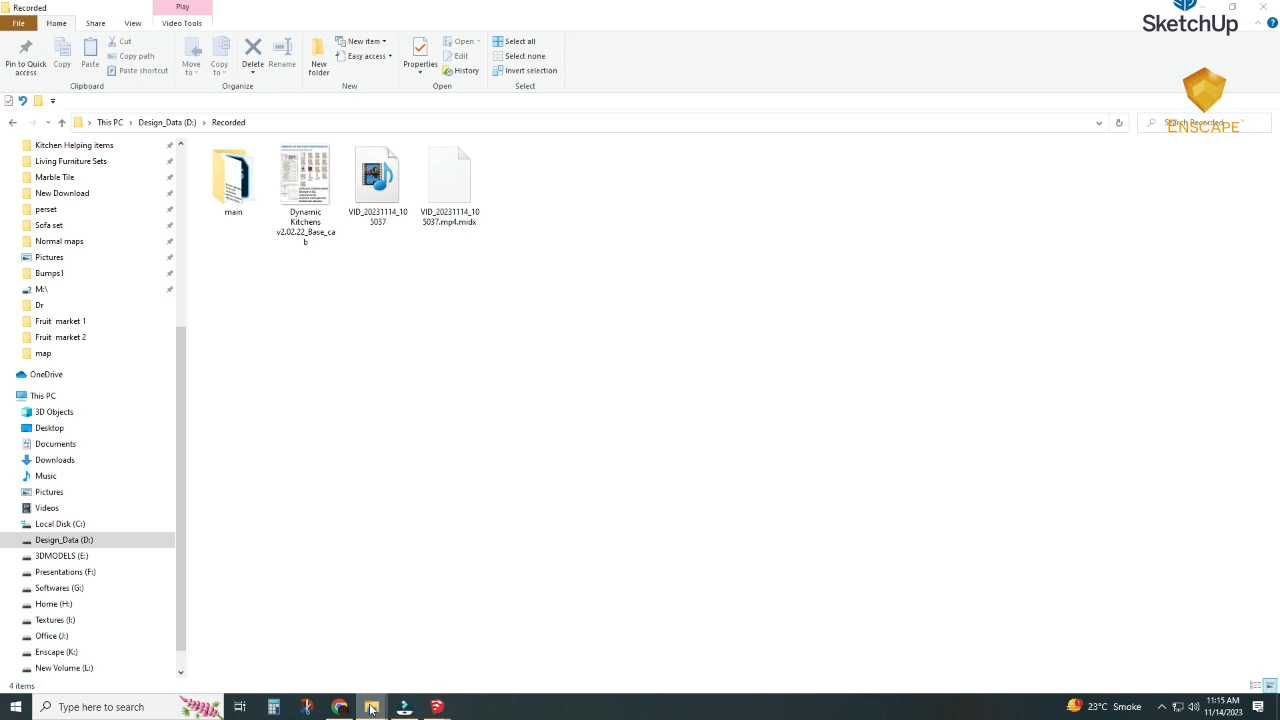 Recorded
Play
SketchUp
File
Home
Share
View
Video Tools
Pin to Quick
access
Copy
Paste
Cut
Copy path
Paste shortcut
Clipboard
Move
to
Copy
to
Delete
Rename
Organize
New
folder
New item
Easy access
New
Properties
Open
Edit
History
Open
Select all
Select none
Invert selection
Select
This PC
Design_Data (D:)
Recorded
Search Recorded
ENSCAPE™
Kitchen Helping items
Living Furniture Sets
Marble Tile
New Download
perset
Sofa set
Normal maps
Pictures
Bumps1
M:\
Dr
Fruit market 1
Fruit market 2
map
OneDrive
This PC
3D Objects
Desktop
Documents
Downloads
Music
Pictures
Videos
Local Disk (C:)
Design_Data (D:)
3DMODELS (E:)
Presentations (F:)
Softwares (G:)
Home (H:)
Textures (I:)
Office (J:)
Enscape (K:)
New Volume (L:)
main
Dynamic
Kitchens
v2.02.22_Base_ca
b
VID_20231114_10
5037
VID_20231114_10
5037.mp4.midx
4 items
Type here to search
23°C Smoke
11:15 AM
11/14/2023